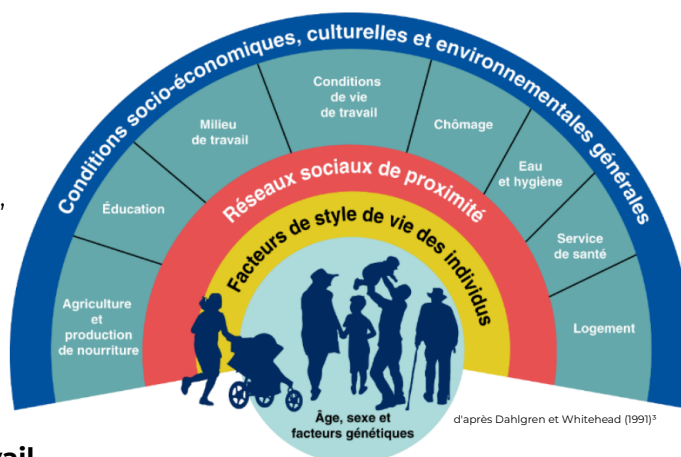 Conditions socio-économiques, culturelles et environnementales générales
Conditions
de vie
de travail
Milieu
de travail
Chômage
Eau
et hygiène
Éducation
Service
de santé
Agriculture
et
production
de nourriture
Logement
Réseaux sociaux de proximité
Facteurs de style de vie des individus
Âge, sexe et
facteurs génétiques
d'après Dahlgren et Whitehead (1991)³
,